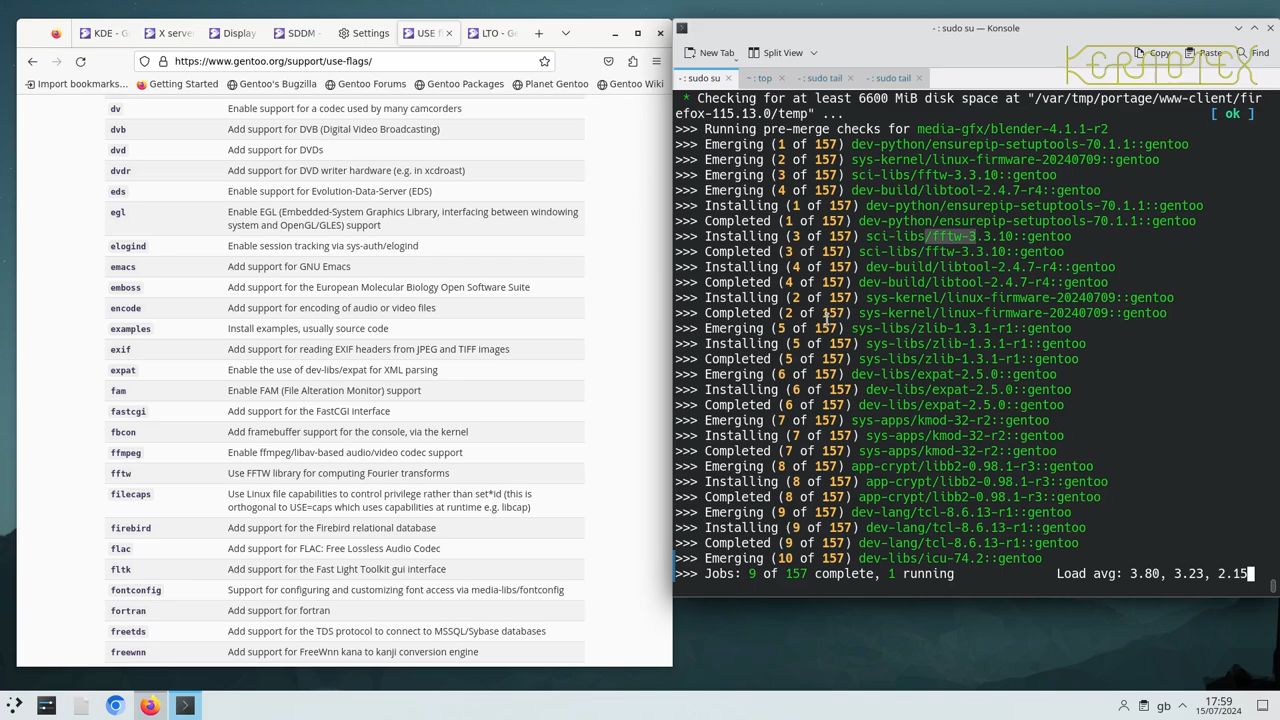 KDE - G
X serve
Display
SDDM -
Settings
USE f
LTO - Ge
https://www.gentoo.org/support/use-flags/
Import bookmarks...
Getting Started
Gentoo's Bugzilla
Gentoo Forums
Gentoo Packages
Gentoo Wiki
dv Enable support for a codec used by many camcorders
dvb Add support for DVB (Digital Video Broadcasting)
dvd Add support for DVDs
dvdr Add support for DVD writer hardware (e.g. in xcdroast)
eds Enable support for Evolution-Data-Server (EDS)
egl Enable EGL (Embedded-System Graphics Library, interfacing between windowing
system and OpenGL/GLES) support
elogind Enable session tracking via sys-auth/elogind
emacs Add support for GNU Emacs
emboss Add support for the European Molecular Biology Open Software Suite
encode Add support for encoding of audio or video files
examples Install examples, usually source code
exif Add support for reading EXIF headers from JPEG and TIFF images
expat Enable the use of dev-libs/expat for XML parsing
fam Enable FAM (File Alteration Monitor) support
fastcgi Add support for the FastCGI interface
fbcon Add framebuffer support for the console, via the kernel
ffmpeg Enable ffmpeg/libav-based audio/video codec support
fftw Use FFTW library for computing Fourier transforms
filecaps Use Linux file capabilities to control privilege rather than set*id (this is
orthogonal to USE=caps which uses capabilities at runtime e.g. libcap)
firebird Add support for the Firebird relational database
flac Add support for FLAC: Free Lossless Audio Codec
fltk Add support for the Fast Light Toolkit gui interface
fontconfig Support for configuring and customizing font access via media-libs/fontconfig
fortran Add support for fortran
freetds Add support for the TDS protocol to connect to MSSQL/Sybase databases
freewnn Add support for FreeWnn kana to kanji conversion engine
- : sudo su — Konsole
New Tab
Split View
Copy
Paste
Find
KERNOTEX
- : sudo su
~ : top
: sudo tail
: sudo tail
* Checking for at least 6600 MiB disk space at "/var/tmp/portage/www-client/fir
efox-115.13.0/temp" ... [ ok ]
>>> Running pre-merge checks for media-gfx/blender-4.1.1-r2
>>> Emerging (1 of 157) dev-python/ensurepip-setuptools-70.1.1::gentoo
>>> Emerging (2 of 157) sys-kernel/linux-firmware-20240709::gentoo
>>> Emerging (3 of 157) sci-libs/fftw-3.3.10::gentoo
>>> Emerging (4 of 157) dev-build/libtool-2.4.7-r4::gentoo
>>> Installing (1 of 157) dev-python/ensurepip-setuptools-70.1.1::gentoo
>>> Completed (1 of 157) dev-python/ensurepip-setuptools-70.1.1::gentoo
>>> Installing (3 of 157) sci-libs/fftw-3.3.10::gentoo
>>> Completed (3 of 157) sci-libs/fftw-3.3.10::gentoo
>>> Installing (4 of 157) dev-build/libtool-2.4.7-r4::gentoo
>>> Completed (4 of 157) dev-build/libtool-2.4.7-r4::gentoo
>>> Installing (2 of 157) sys-kernel/linux-firmware-20240709::gentoo
>>> Completed (2 of 157) sys-kernel/linux-firmware-20240709::gentoo
>>> Emerging (5 of 157) sys-libs/zlib-1.3.1-r1::gentoo
>>> Installing (5 of 157) sys-libs/zlib-1.3.1-r1::gentoo
>>> Completed (5 of 157) sys-libs/zlib-1.3.1-r1::gentoo
>>> Emerging (6 of 157) dev-libs/expat-2.5.0::gentoo
>>> Installing (6 of 157) dev-libs/expat-2.5.0::gentoo
>>> Completed (6 of 157) dev-libs/expat-2.5.0::gentoo
>>> Emerging (7 of 157) sys-apps/kmod-32-r2::gentoo
>>> Installing (7 of 157) sys-apps/kmod-32-r2::gentoo
>>> Completed (7 of 157) sys-apps/kmod-32-r2::gentoo
>>> Emerging (8 of 157) app-crypt/libb2-0.98.1-r3::gentoo
>>> Installing (8 of 157) app-crypt/libb2-0.98.1-r3::gentoo
>>> Completed (8 of 157) app-crypt/libb2-0.98.1-r3::gentoo
>>> Emerging (9 of 157) dev-lang/tcl-8.6.13-r1::gentoo
>>> Installing (9 of 157) dev-lang/tcl-8.6.13-r1::gentoo
>>> Completed (9 of 157) dev-lang/tcl-8.6.13-r1::gentoo
>>> Emerging (10 of 157) dev-libs/icu-74.2::gentoo
>>> Jobs: 9 of 157 complete, 1 running Load avg: 3.80, 3.23, 2.15
gb
17:59
15/07/2024